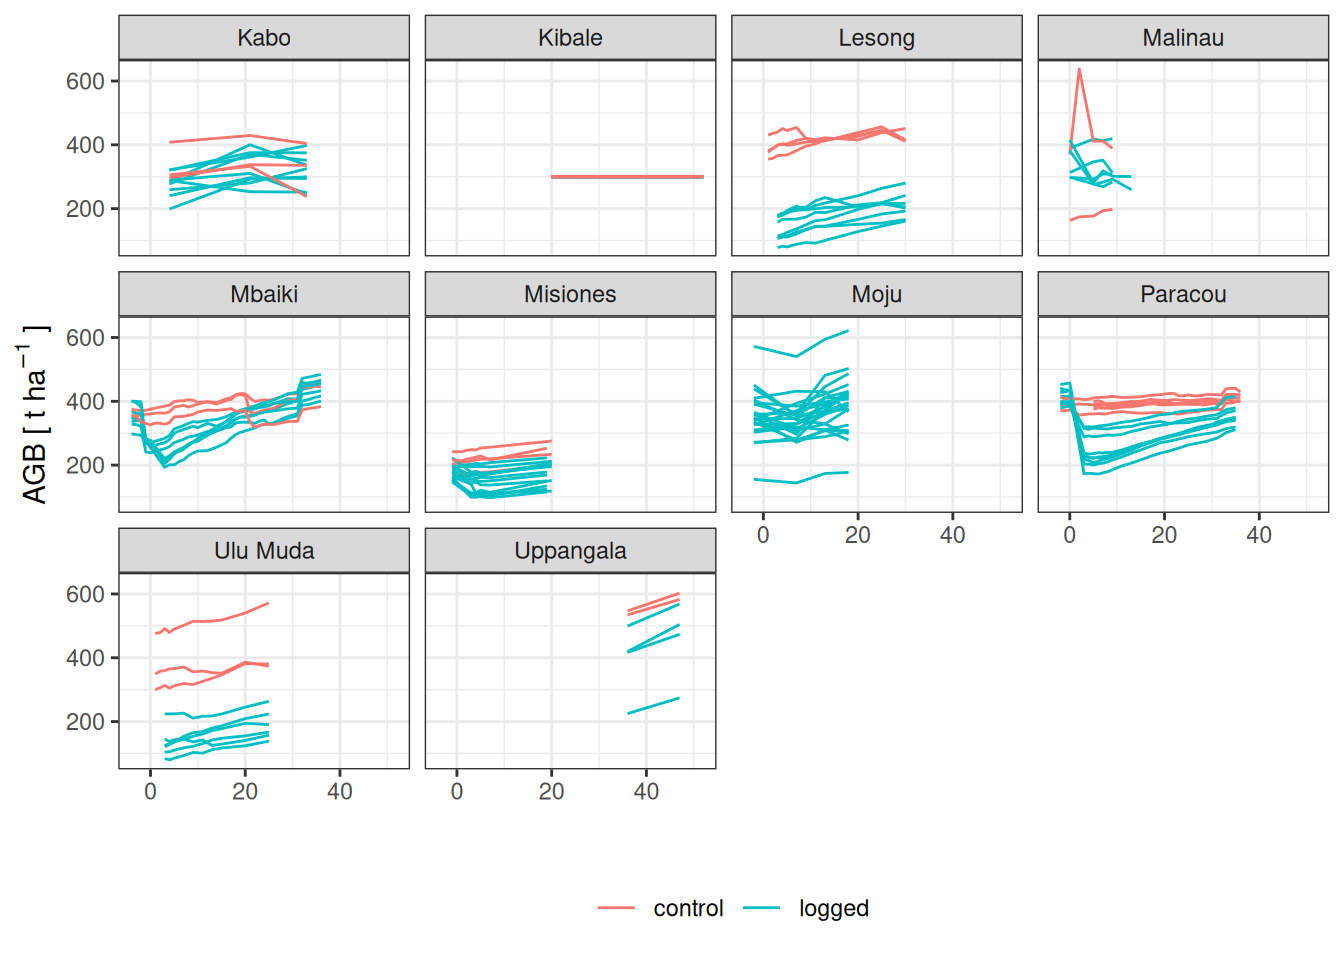 Kabo Kibale Lesong Malinau
600
400
200
Mbaiki Misiones Moju Paracou
600
400
200
AGB [ t ha⁻¹ ]
0 20 40 0 20 40
Ulu Muda Uppangala
600
400
200
0 20 40 0 20 40
control logged